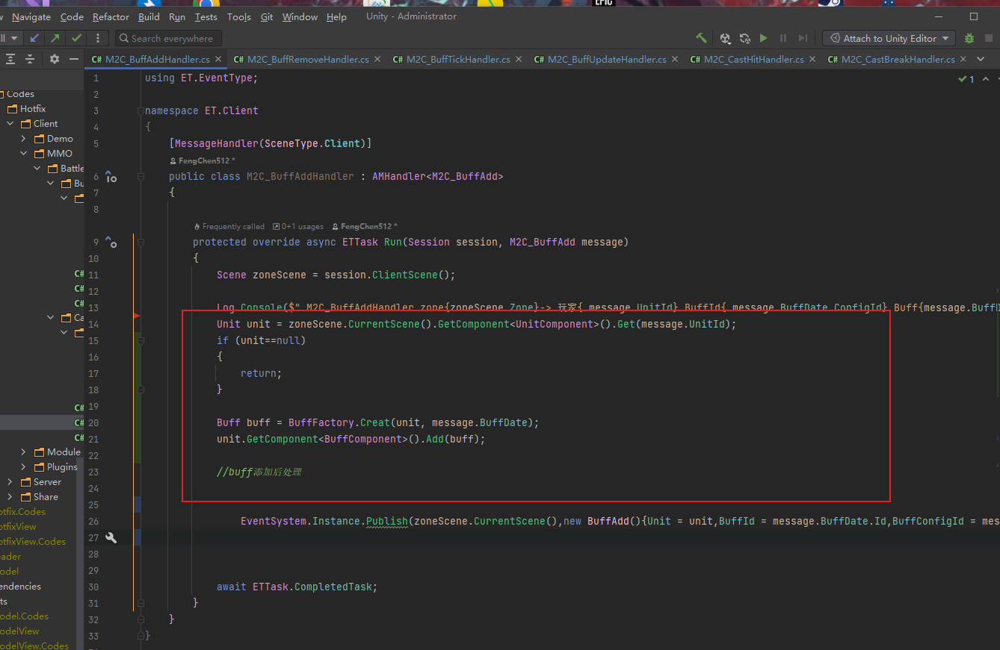 EPIC
Navigate Code Refactor Build Run Tests Tools Git Window Help Unity - Administrator
Search everywhere Attach to Unity Editor
C# M2C_BuffAddHandler.cs C# M2C_BuffRemoveHandler.cs C# M2C_BuffTickHandler.cs C# M2C_BuffUpdateHandler.cs C# M2C_CastHitHandler.cs C# M2C_CastBreakHandler.cs
1 using ET.EventType;
1
2
3 namespace ET.Client
4 {
5 [MessageHandler(SceneType.Client)]
FengChen512 *
6 public class M2C_BuffAddHandler : AMHandler<M2C_BuffAdd>
7 {
8
Frequently called 0+1 usages FengChen512 *
9 protected override async ETTask Run(Session session, M2C_BuffAdd message)
10 {
11 Scene zoneScene = session.ClientScene();
12
13 Log.Console($" M2C_BuffAddHandler zone{zoneScene.Zone}-> 玩家{ message.UnitId} BuffId{ message.BuffDate.ConfigId} Buff{message.BuffD
14 Unit unit = zoneScene.CurrentScene().GetComponent<UnitComponent>().Get(message.UnitId);
15 if (unit==null)
16 {
17 return;
18 }
19
20 Buff buff = BuffFactory.Creat(unit, message.BuffDate);
21 unit.GetComponent<BuffComponent>().Add(buff);
22
23 //buff添加后处理
24
25
26 EventSystem.Instance.Publish(zoneScene.CurrentScene(),new BuffAdd(){Unit = unit,BuffId = message.BuffDate.Id,BuffConfigId = mes
27
28
29
30 await ETTask.CompletedTask;
31 }
32 }
33 }
Codes
Hotfix
Client
Demo
MMO
Battle
Bu
C#
C#
C#
Ca
C#
C#
C#
Module
Plugins
Server
Share
otfix.Codes
otfixView
otfixView.Codes
oader
odel
endencies
ts
odel.Codes
odelView
odelView.Codes